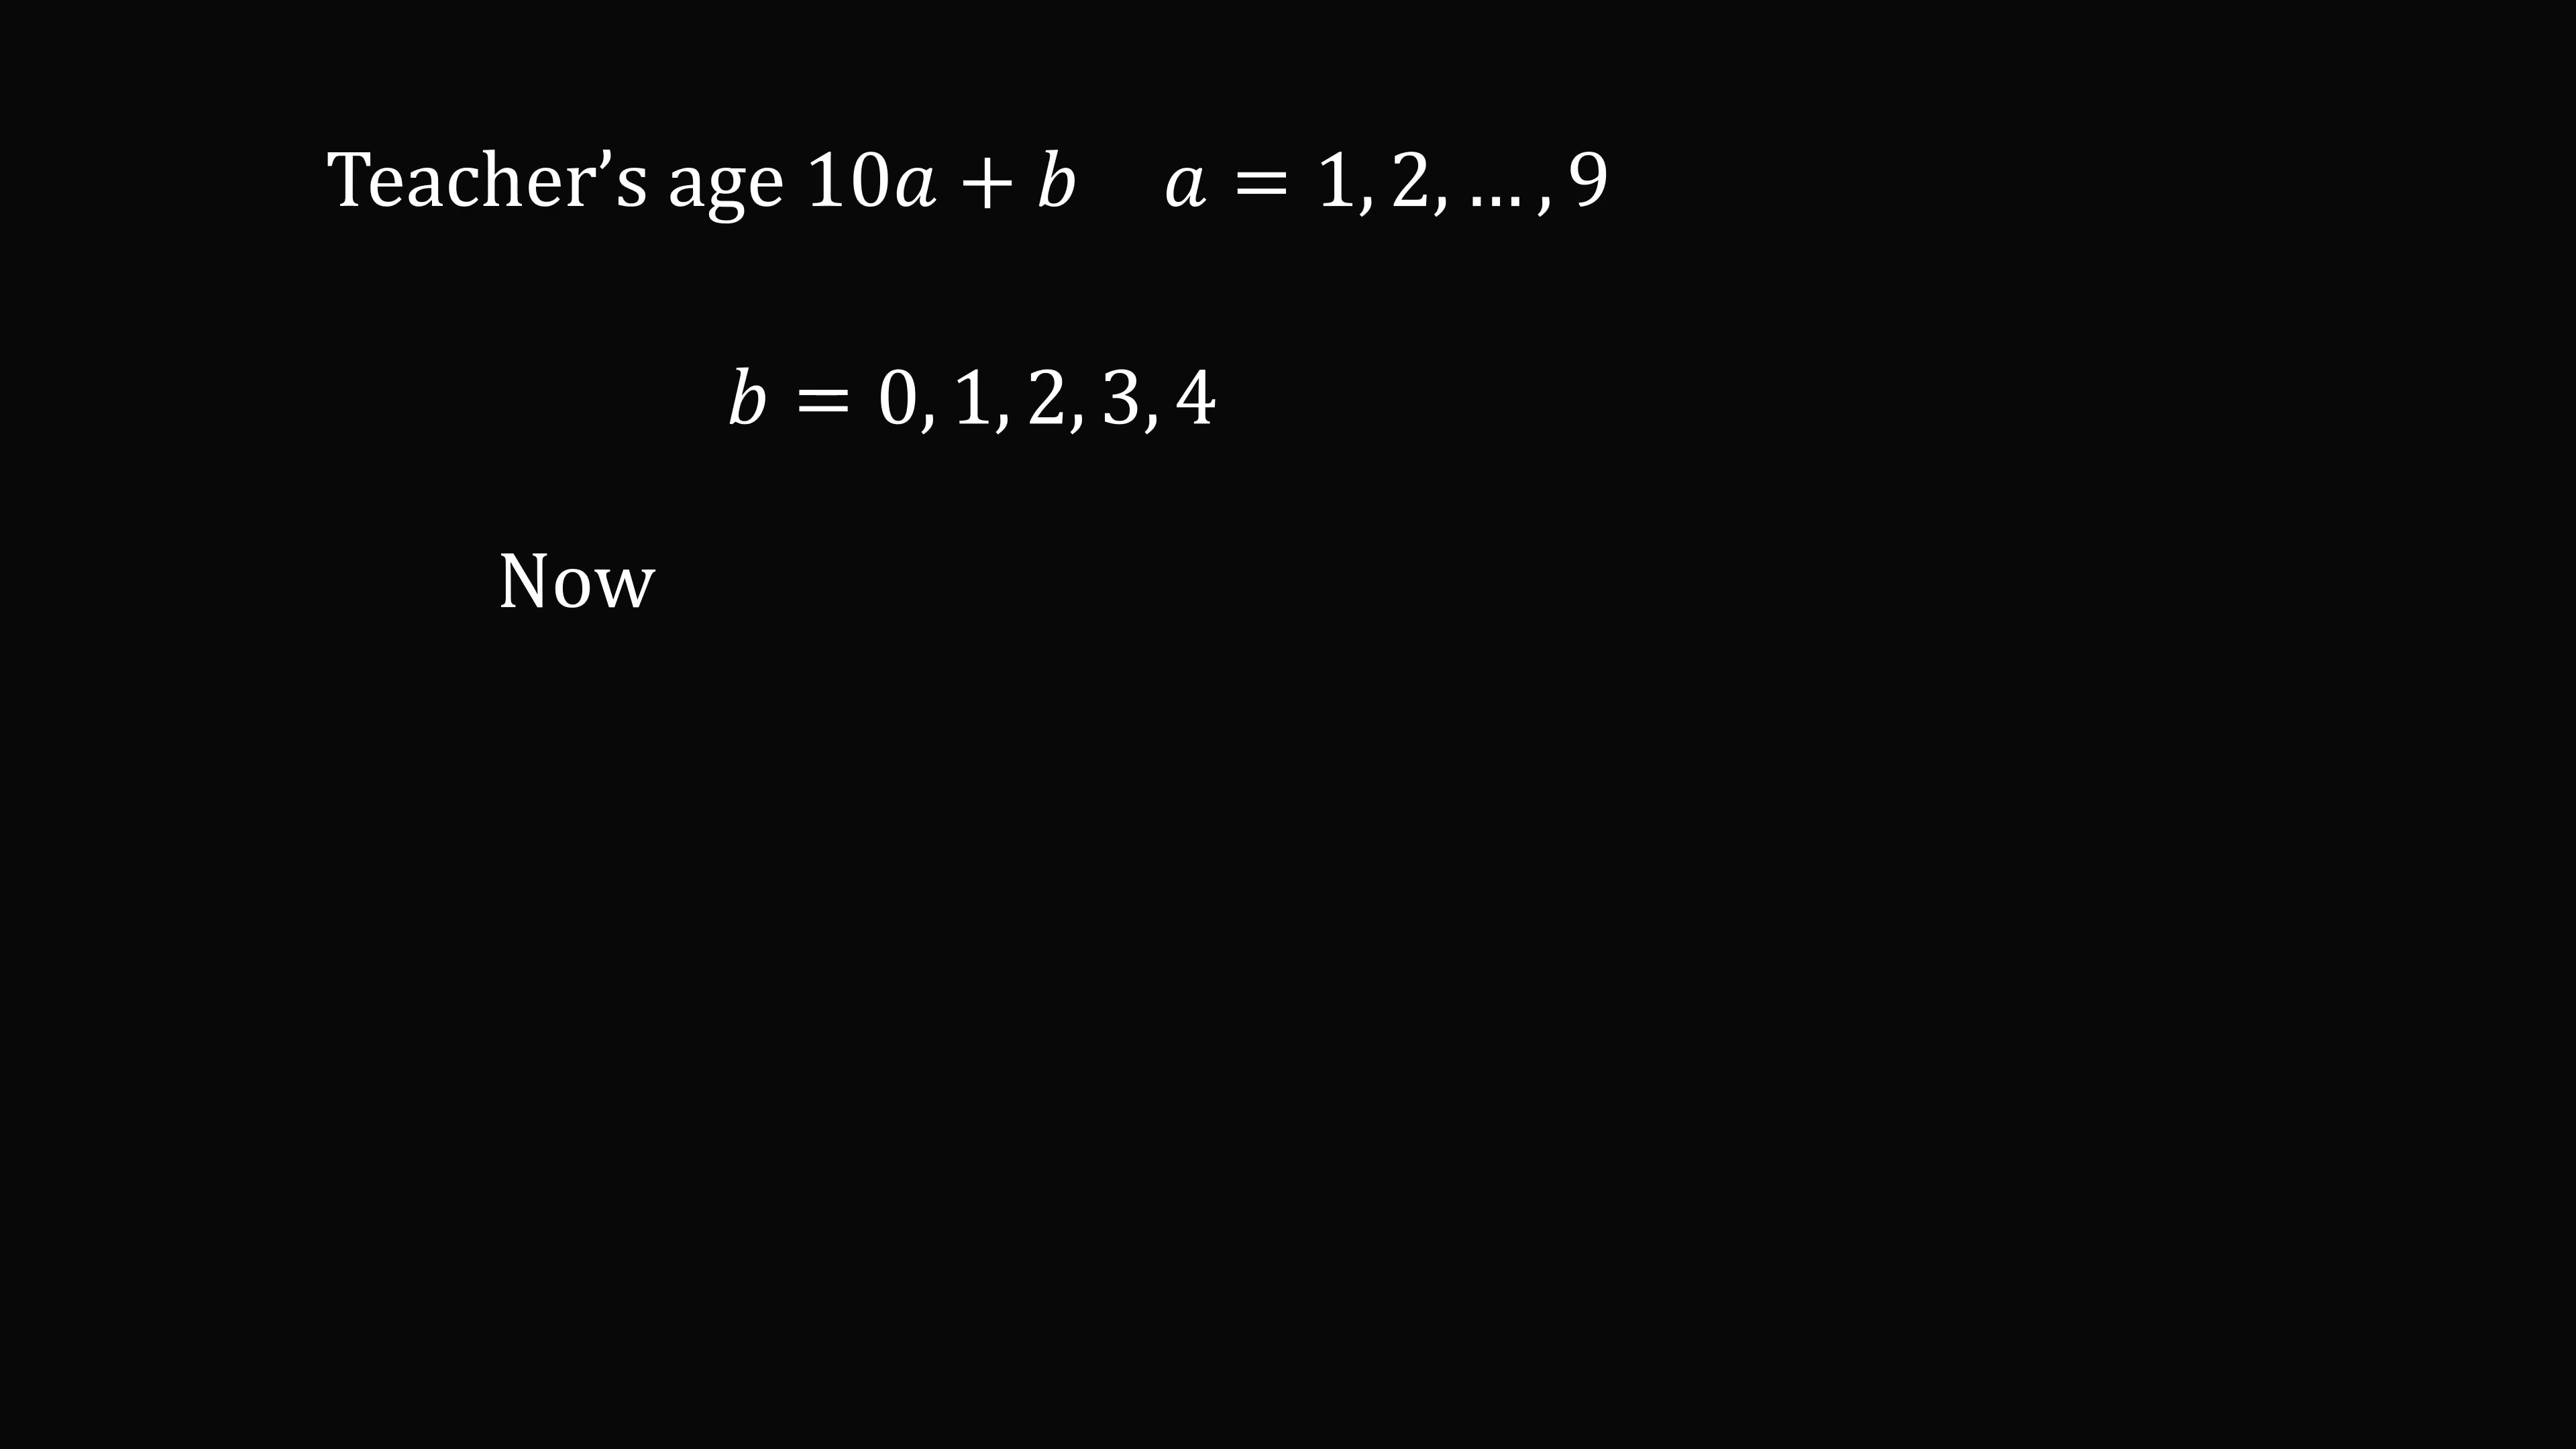 Teacher’s age 10a + b a = 1, 2, … , 9
b = 0, 1, 2, 3, 4
Now